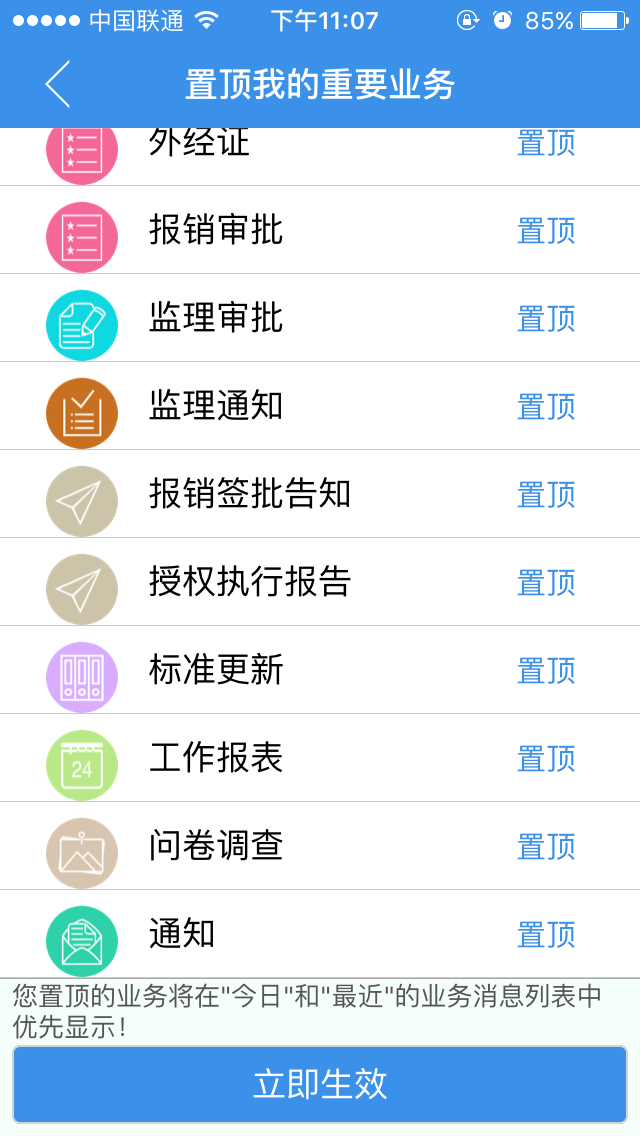 中国联通 下午11:07 85%
置顶我的重要业务
外经证 置顶
报销审批 置顶
监理审批 置顶
监理通知 置顶
报销签批告知 置顶
授权执行报告 置顶
标准更新 置顶
24 工作报表 置顶
问卷调查 置顶
通知 置顶
您置顶的业务将在"今日"和"最近"的业务消息列表中
优先显示！
立即生效